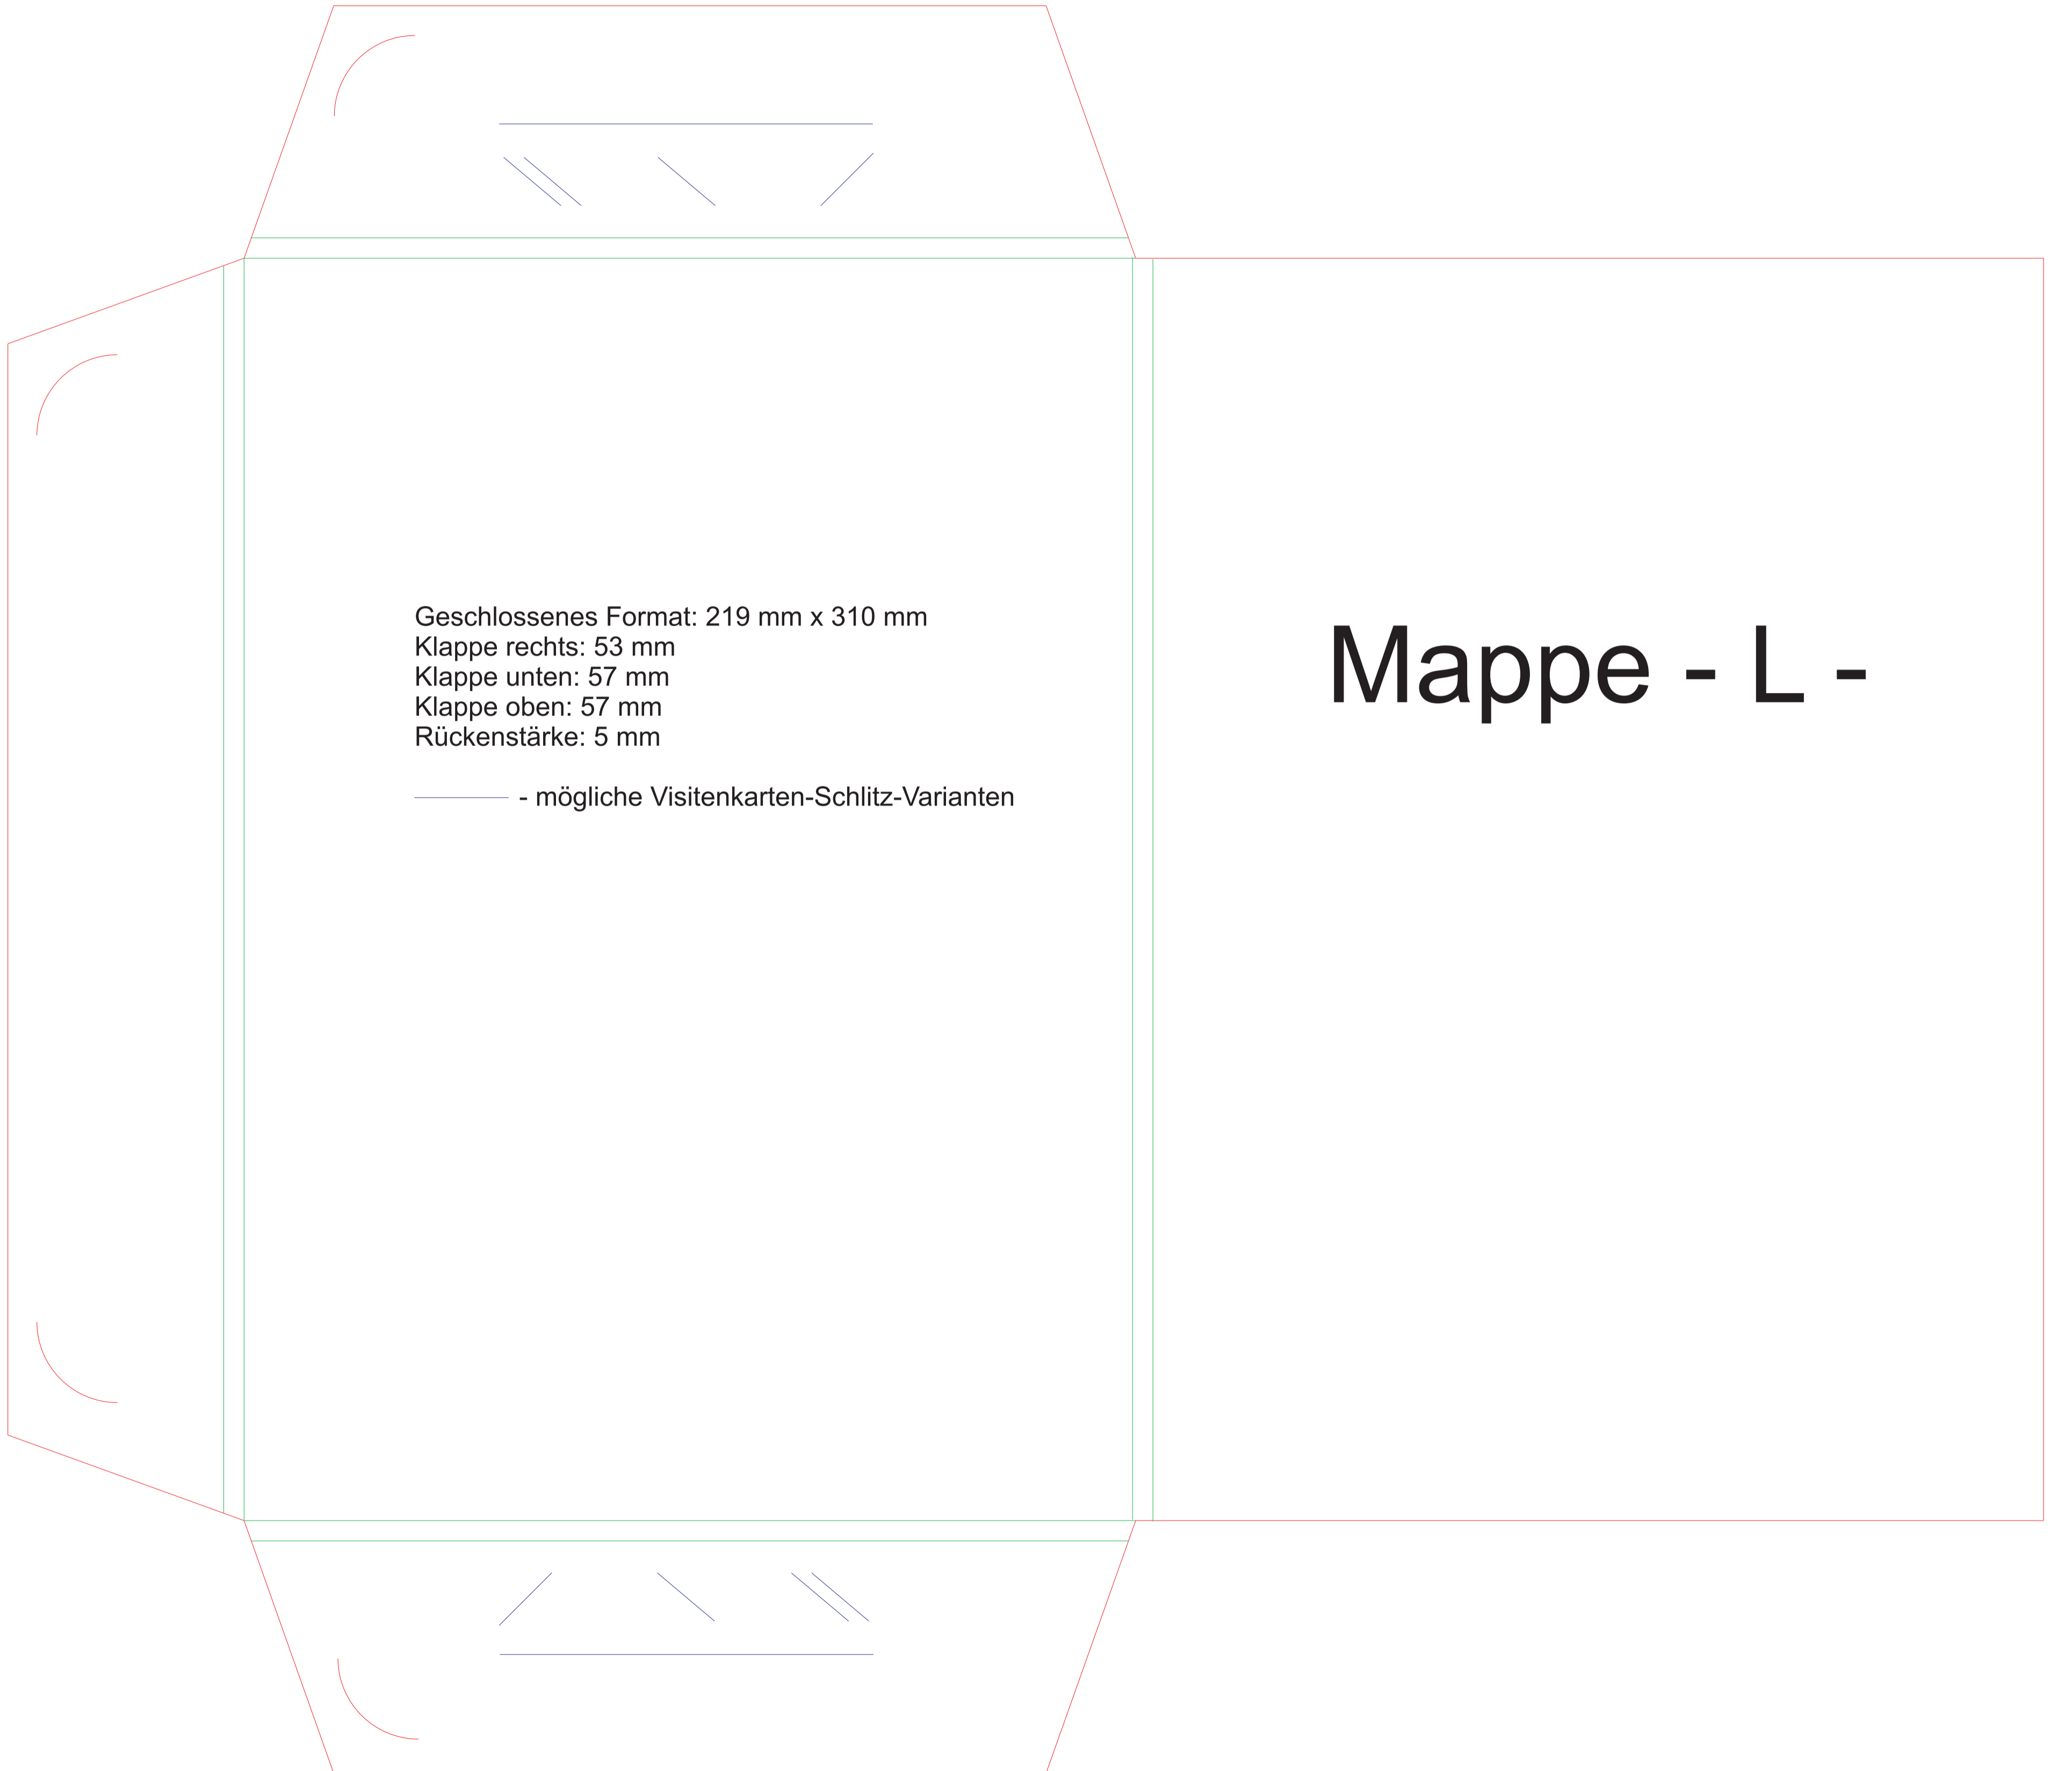 Geschlossenes Format: 219 mm x 310 mm
Klappe rechts: 53 mm
Klappe unten: 57 mm
Klappe oben: 57 mm
Rückenstärke: 5 mm
- mögliche Visitenkarten-Schlitz-Varianten
Mappe - L -